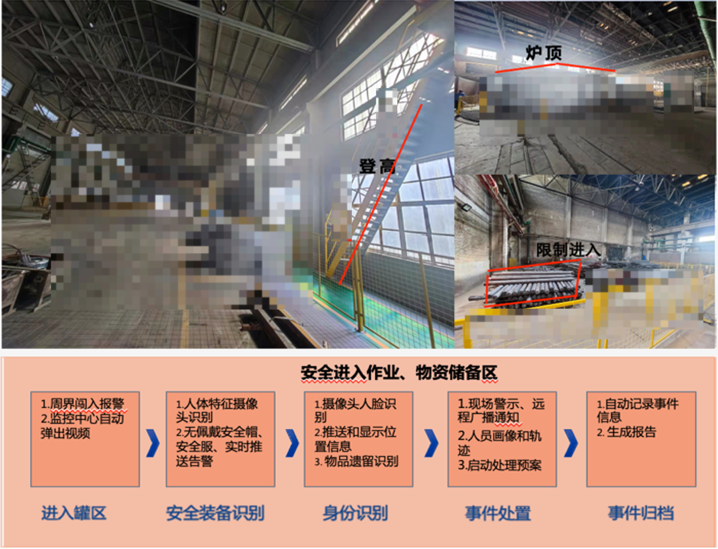 炉顶
登高
限制进入
安全进入作业、物资储备区
1.周界闯入报警
2.监控中心自动
弹出视频
1.人体特征摄像
头识别
2.无佩戴安全帽、
安全服、实时推
送告警
1.摄像头人脸识
别
2.推送和显示位
置信息
3.物品遗留识别
1.现场警示、远
程广播通知
2.人员画像和轨
迹
3.启动处理预案
1.自动记录事件
信息
2.生成报告
进入罐区
安全装备识别
身份识别
事件处置
事件归档